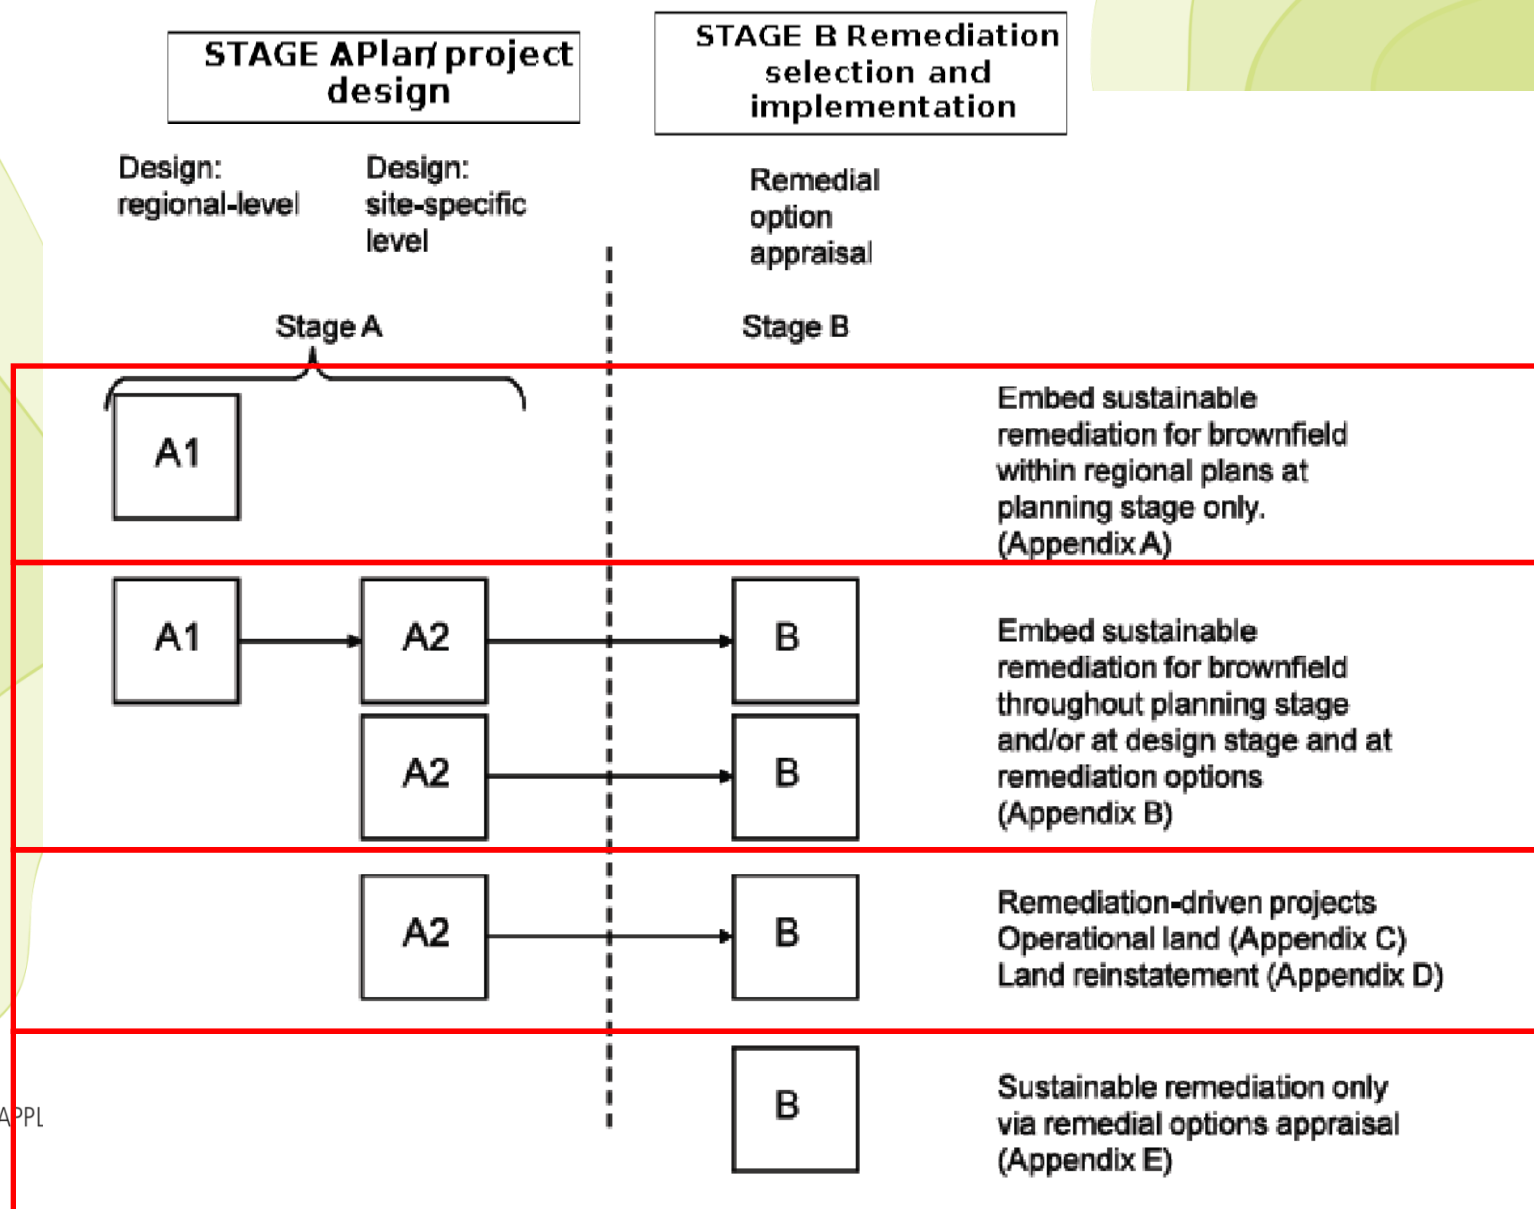 STAGE A Plan/ project
design
STAGE B Remediation
selection and
implementation
Design:
regional-level
Design:
site-specific
level
Remedial
option
appraisal
Stage A
Stage B
A1
Embed sustainable
remediation for brownfield
within regional plans at
planning stage only.
(Appendix A)
A1
A2
B
A2
B
Embed sustainable
remediation for brownfield
throughout planning stage
and/or at design stage and at
remediation options
(Appendix B)
A2
B
Remediation-driven projects
Operational land (Appendix C)
Land reinstatement (Appendix D)
B
Sustainable remediation only
via remedial options appraisal
(Appendix E)
APPL